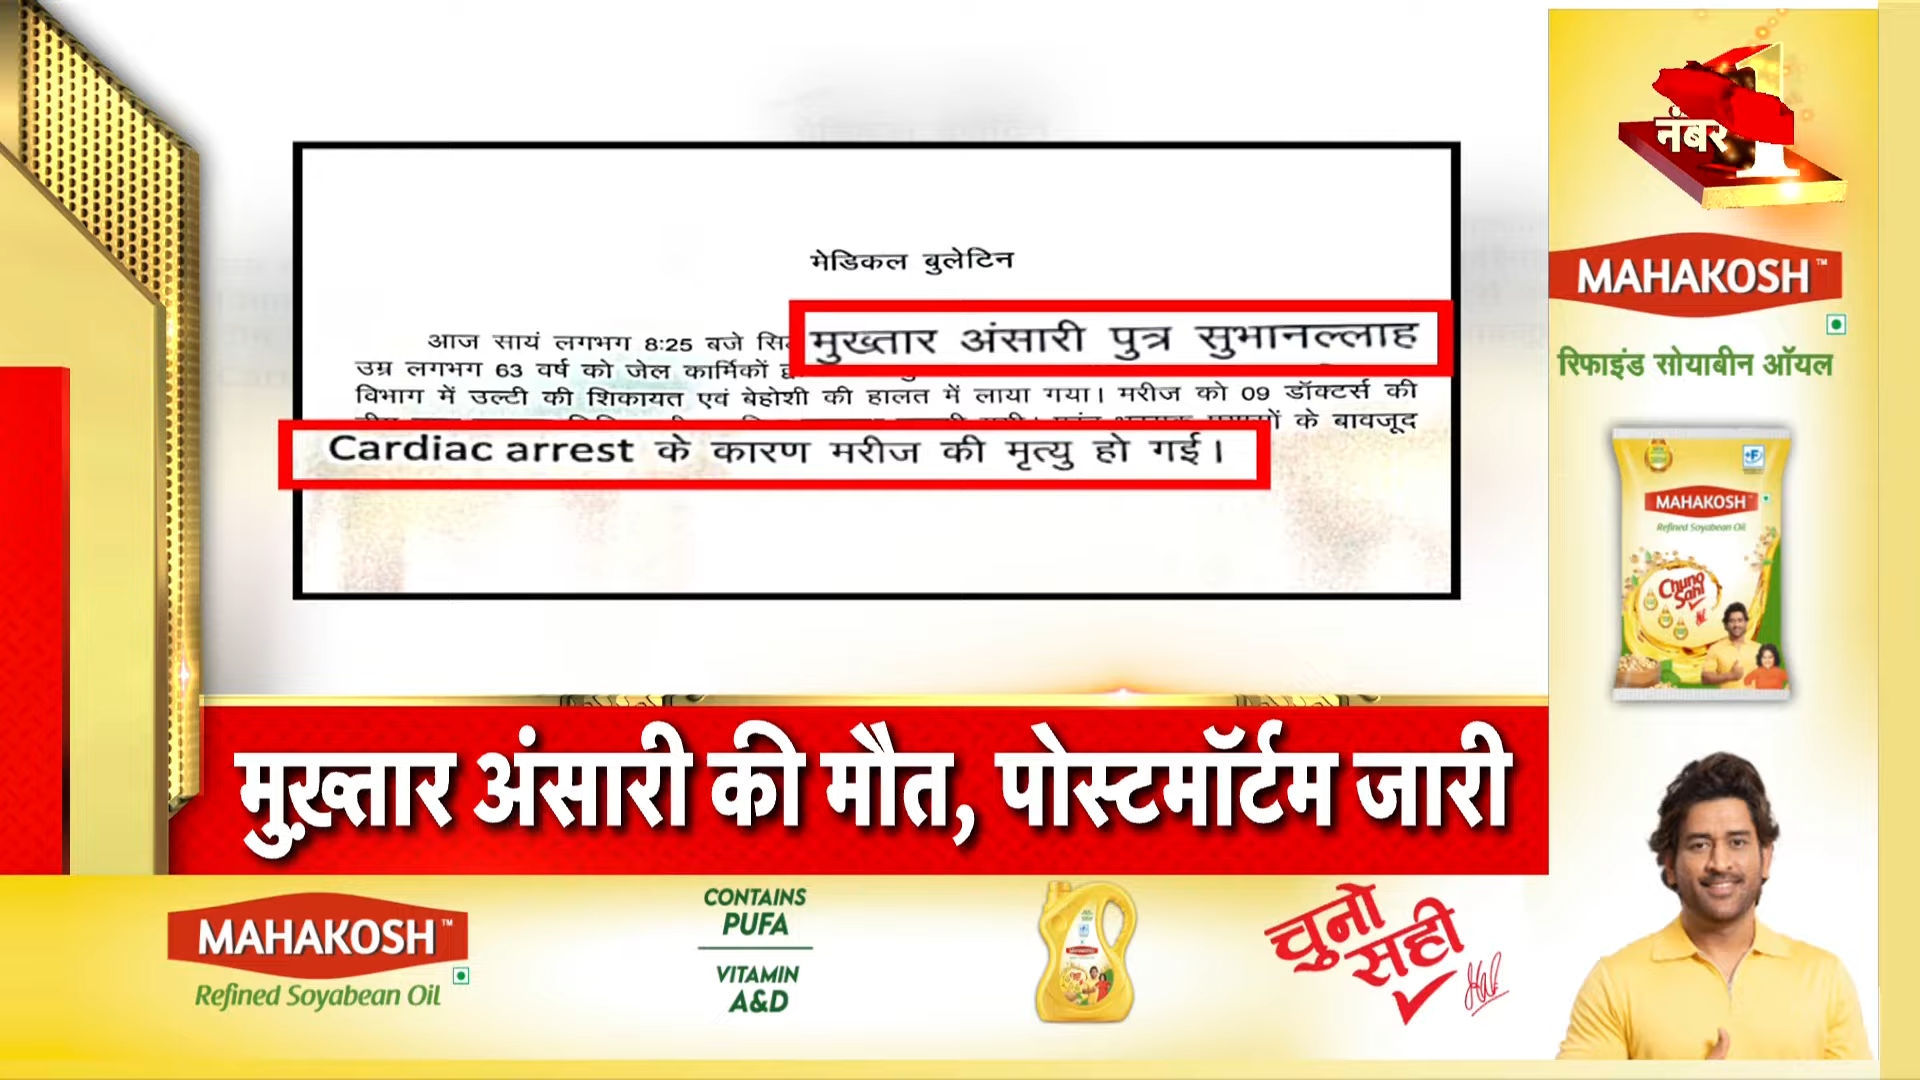 नंबर 1
मेडिकल बुलेटिन
आज सायं लगभग 8:25 बजे
मुख्तार अंसारी पुत्र सुभानल्लाह
उम्र लगभग 63 वर्ष को जेल कार्मिकों
विभाग में उल्टी की शिकायत एवं बेहोशी की हालत में लाया गया। मरीज को 09 डॉक्टर्स की
के बावजूद
Cardiac arrest के कारण मरीज की मृत्यु हो गई।
मुख़्तार अंसारी की मौत, पोस्टमॉर्टम जारी
MAHAKOSH™
रिफाइंड सोयाबीन ऑयल
+F
MAHAKOSH
Refined Soyabean Oil
Chuno
Sahi
MAHAKOSH™
Refined Soyabean Oil
CONTAINS
PUFA
VITAMIN
A&D
चुनो
सही